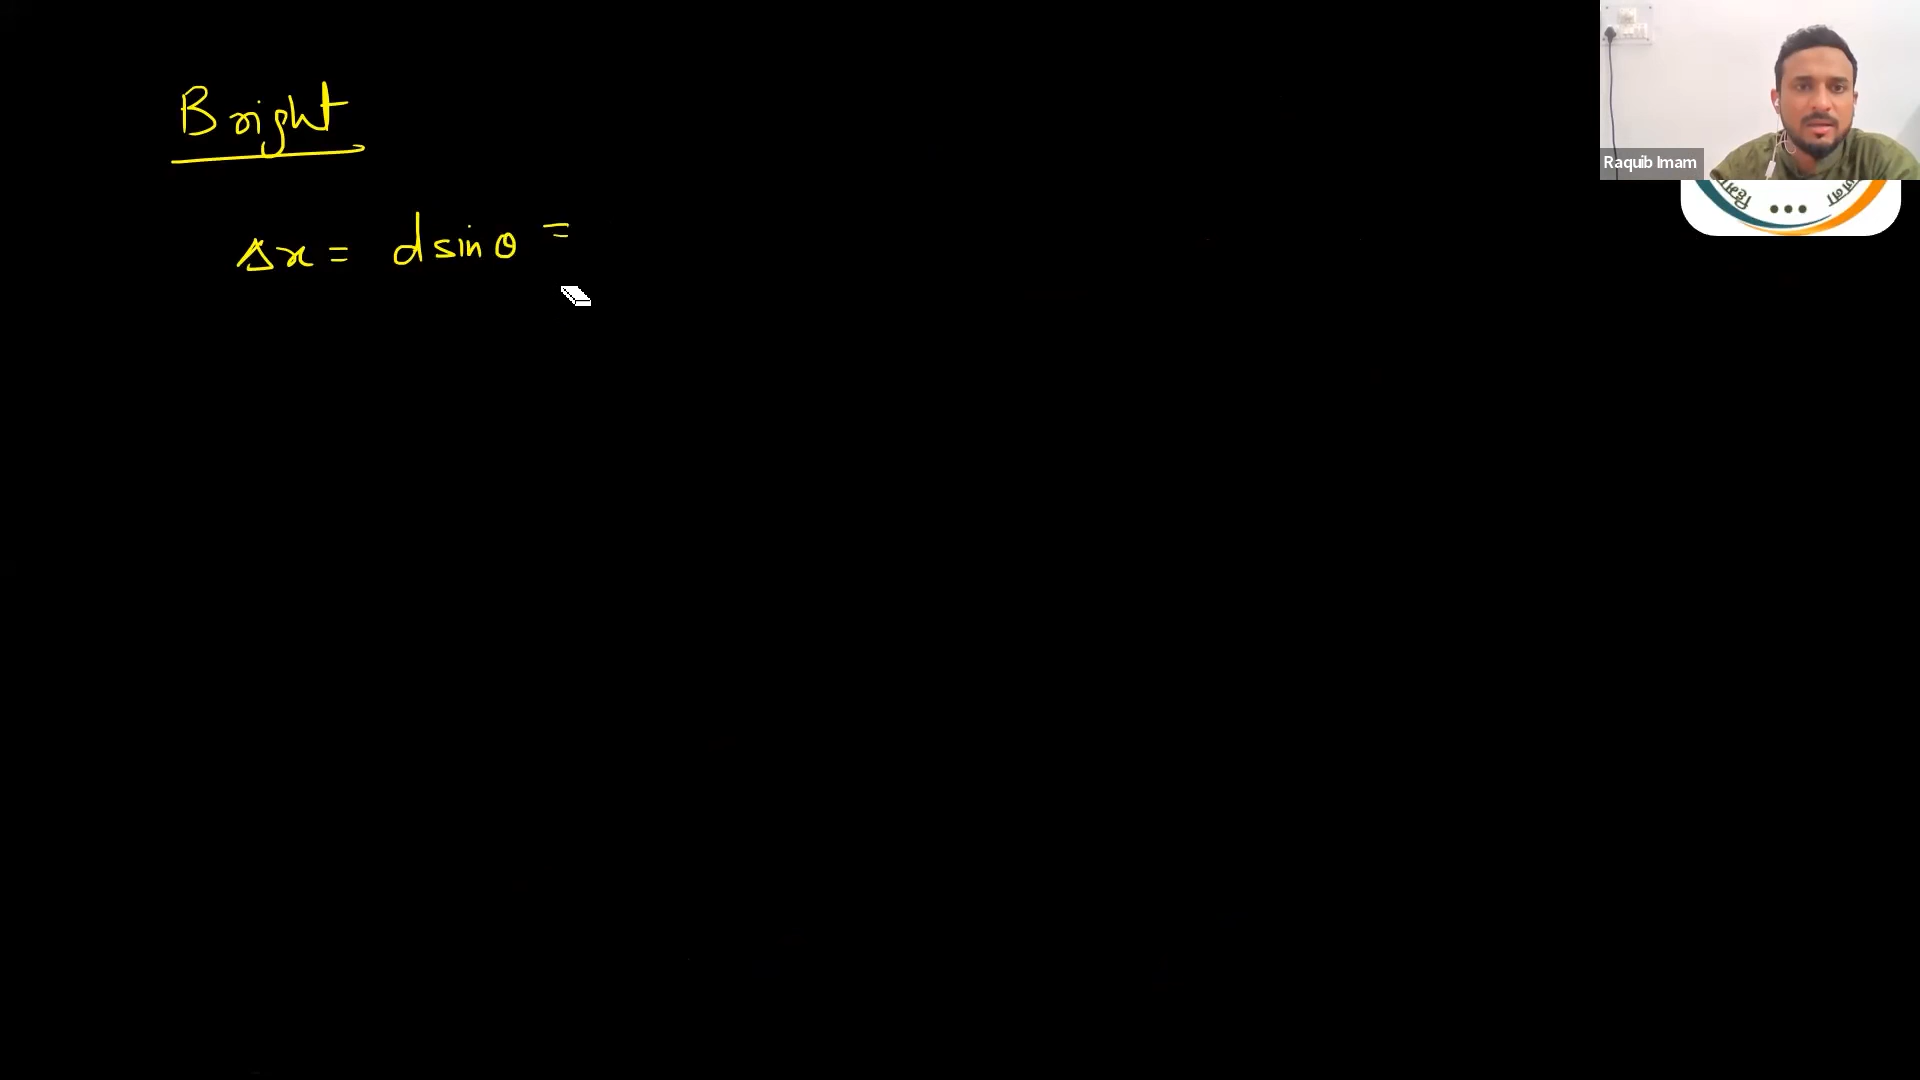 Bright
Δx = d sin θ =
Raquib Imam